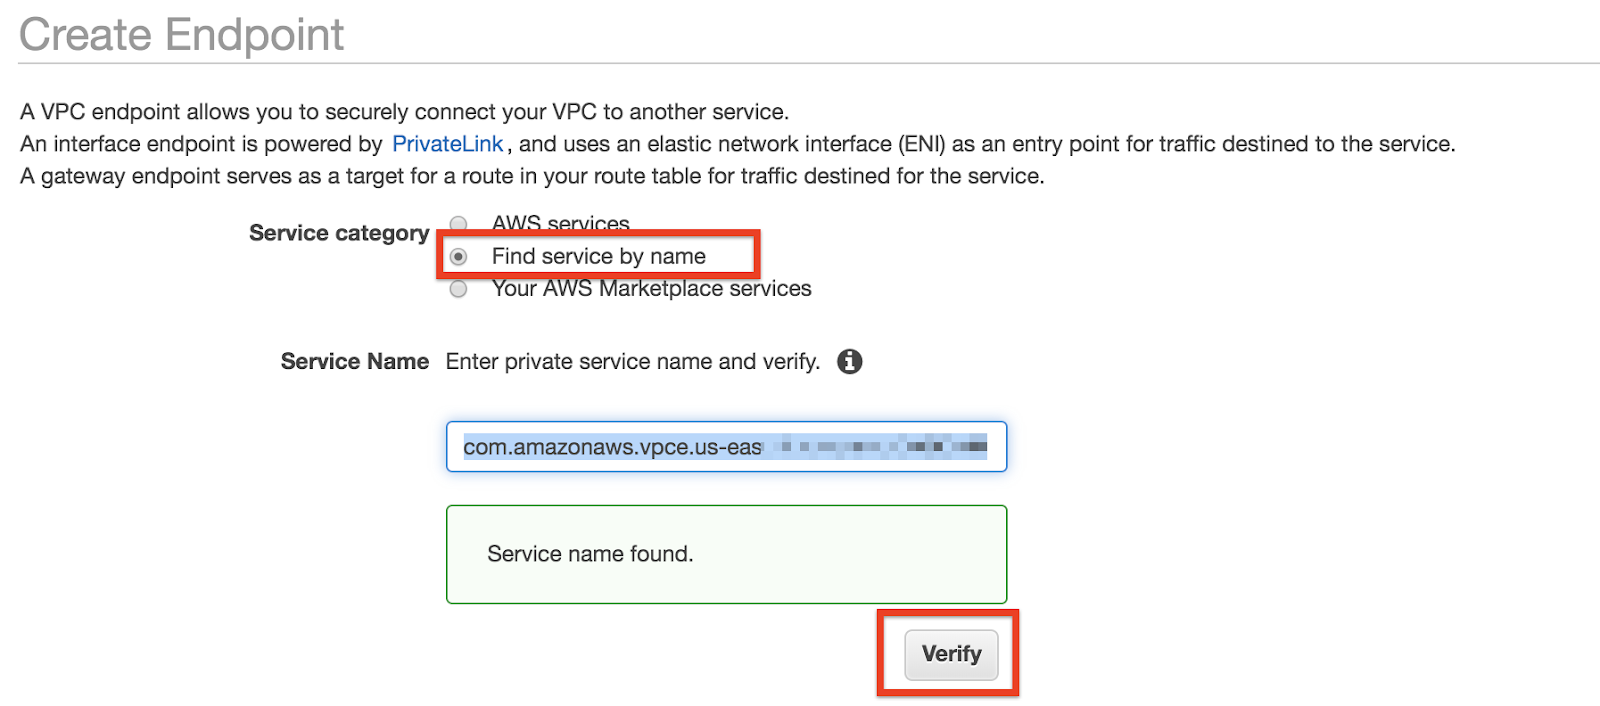 Create Endpoint
A VPC endpoint allows you to securely connect your VPC to another service.
An interface endpoint is powered by PrivateLink, and uses an elastic network interface (ENI) as an entry point for traffic destined to the service.
A gateway endpoint serves as a target for a route in your route table for traffic destined for the service.
Service category
AWS services
Find service by name
Your AWS Marketplace services
Service Name Enter private service name and verify.
com.amazonaws.vpce.us-eas
Service name found.
Verify